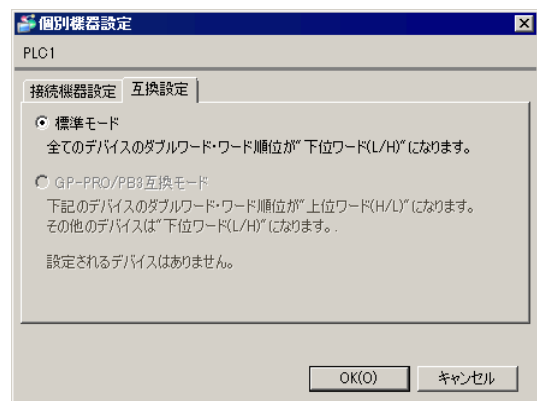 個別機器設定
PLC1
接続機器設定 互換設定
標準モード
全てのデバイスのダブルワード・ワード順位が"下位ワード(L/H)"になります。
GP-PRO/PB3互換モード
下記のデバイスのダブルワード・ワード順位が"上位ワード(H/L)"になります。
その他のデバイスは"下位ワード(L/H)"になります。.
設定されるデバイスはありません。
OK(O) キャンセル